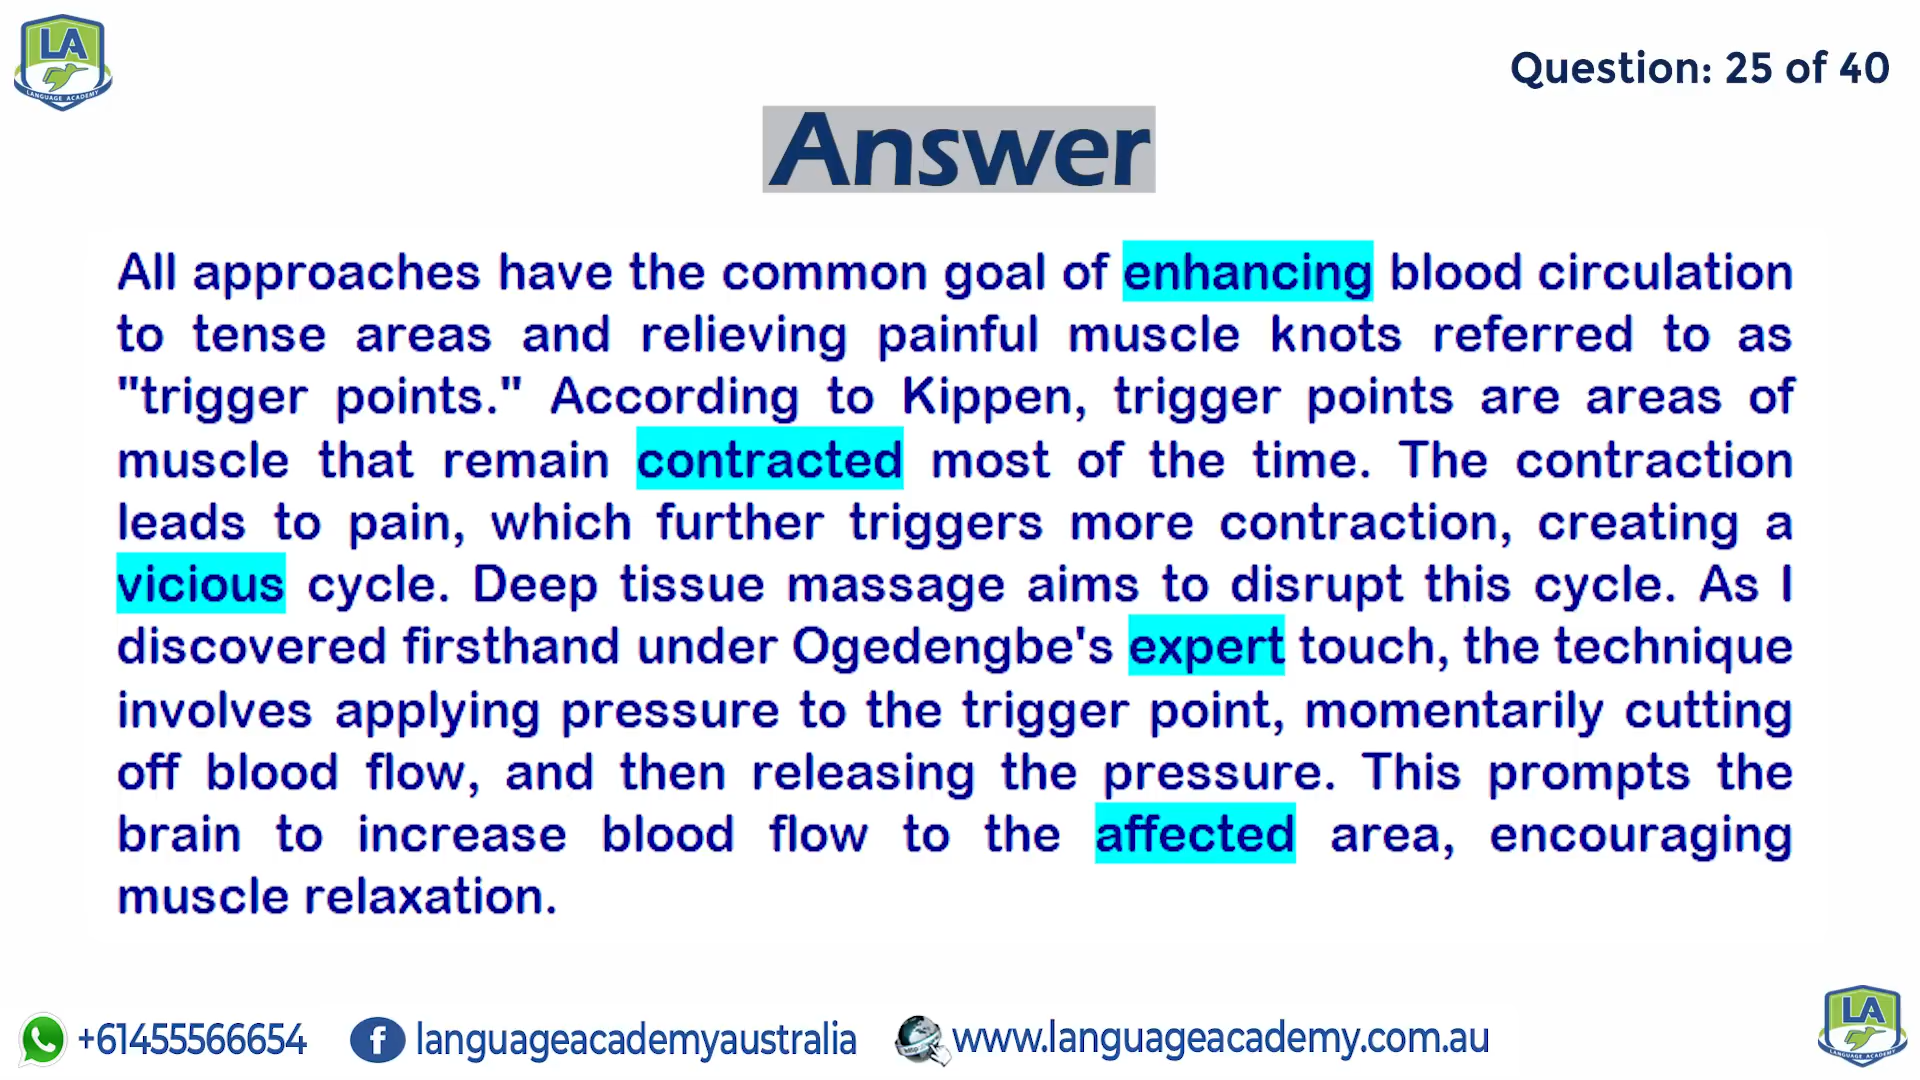 LA
LANGUAGE ACADEMY
Question: 25 of 40
Answer
All approaches have the common goal of enhancing blood circulation
to tense areas and relieving painful muscle knots referred to as
"trigger points." According to Kippen, trigger points are areas of
muscle that remain contracted most of the time. The contraction
leads to pain, which further triggers more contraction, creating a
vicious cycle. Deep tissue massage aims to disrupt this cycle. As I
discovered firsthand under Ogedengbe's expert touch, the technique
involves applying pressure to the trigger point, momentarily cutting
off blood flow, and then releasing the pressure. This prompts the
brain to increase blood flow to the affected area, encouraging
muscle relaxation.
+61455566654
f languageacademyaustralia
http www.languageacademy.com.au
LA
LANGUAGE ACADEMY